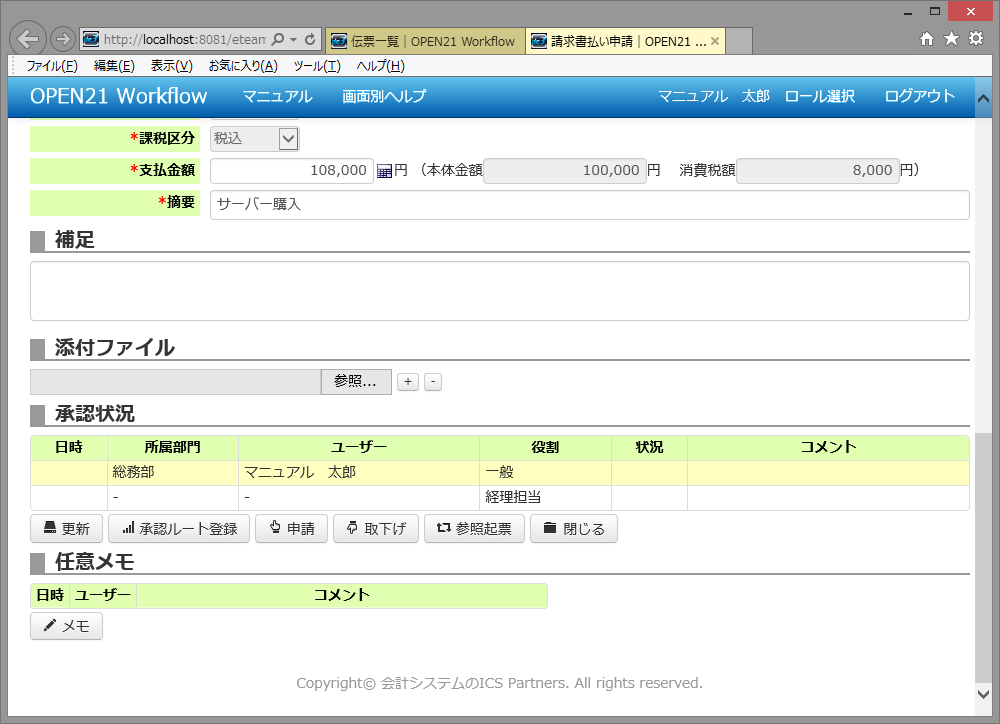 http://localhost:8081/eteam
伝票一覧 | OPEN21 Workflow
請求書払い申請 | OPEN21 ...
ファイル(F) 編集(E) 表示(V) お気に入り(A) ツール(T) ヘルプ(H)
OPEN21 Workflow マニュアル 画面別ヘルプ マニュアル 太郎 ロール選択 ログアウト
*課税区分 税込
*支払金額 108,000 円 (本体金額 100,000 円 消費税額 8,000 円)
*摘要 サーバー購入
補足
添付ファイル
参照... + -
承認状況
日時 所属部門 ユーザー 役割 状況 コメント
総務部 マニュアル 太郎 一般
- - 経理担当
更新 承認ルート登録 申請 取下げ 参照起票 閉じる
任意メモ
日時 ユーザー コメント
メモ
Copyright© 会計システムのICS Partners. All rights reserved.